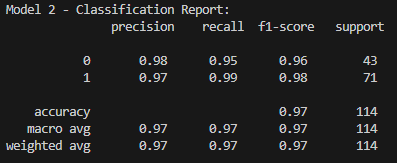 Model 2 - Classification Report:
precision recall f1-score support
0 0.98 0.95 0.96 43
1 0.97 0.99 0.98 71
accuracy 0.97 114
macro avg 0.97 0.97 0.97 114
weighted avg 0.97 0.97 0.97 114